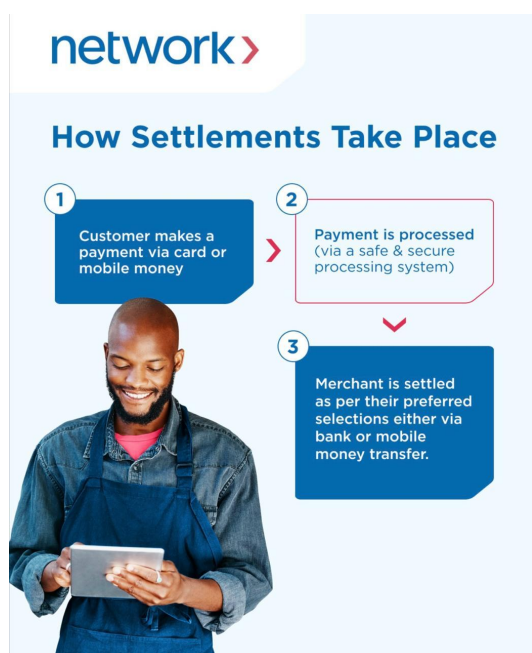 network
How Settlements Take Place
1
Customer makes a
payment via card or
mobile money
2
Payment is processed
(via a safe & secure
processing system)
3
Merchant is settled
as per their preferred
selections either via
bank or mobile
money transfer.